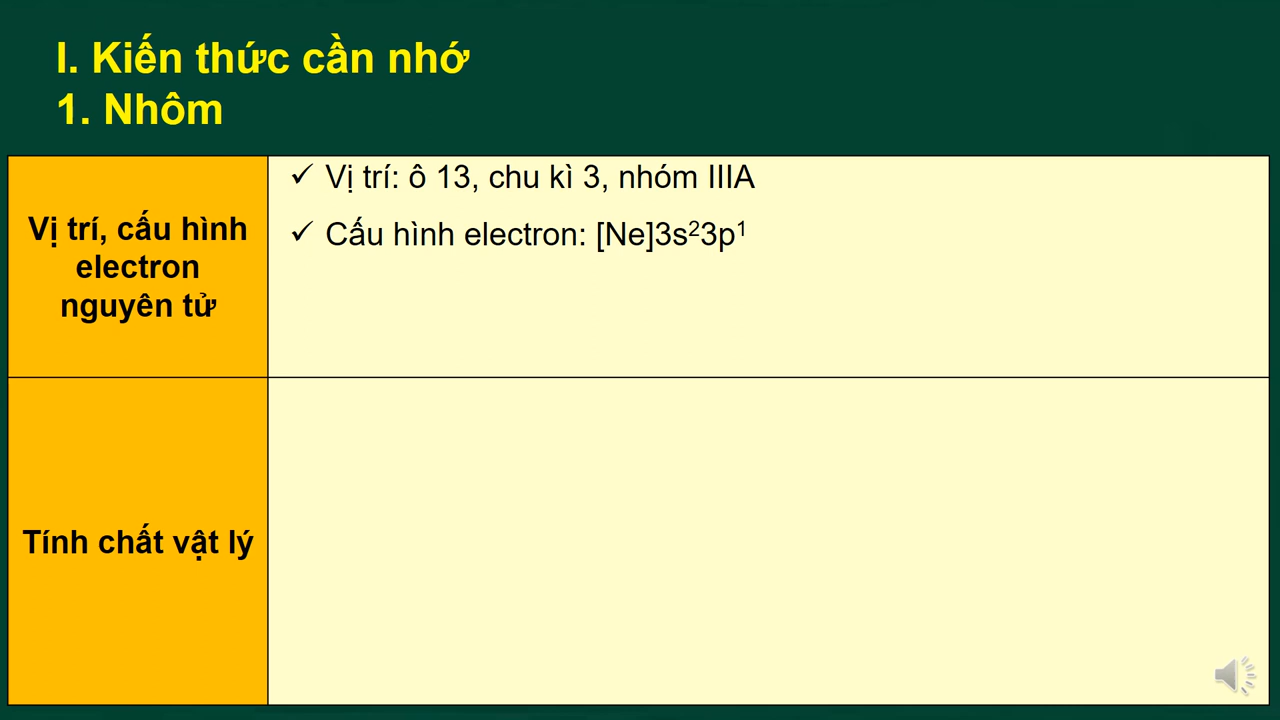 I. Kiến thức cần nhớ
1. Nhôm
Vị trí, cấu hình
electron
nguyên tử
✓ Vị trí: ô 13, chu kì 3, nhóm IIIA
✓ Cấu hình electron: [Ne]3s²3p¹
Tính chất vật lý